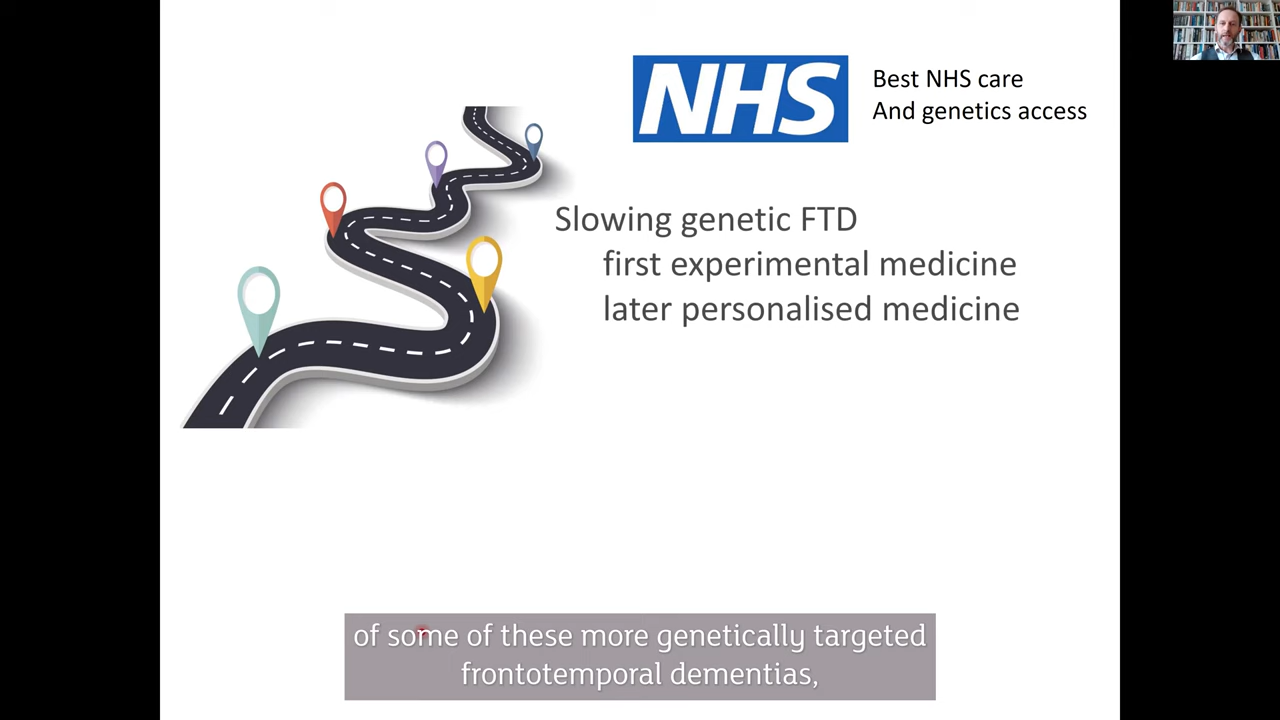 NHS
Best NHS care
And genetics access
Slowing genetic FTD
first experimental medicine
later personalised medicine
of some of these more genetically targeted
frontotemporal dementias,